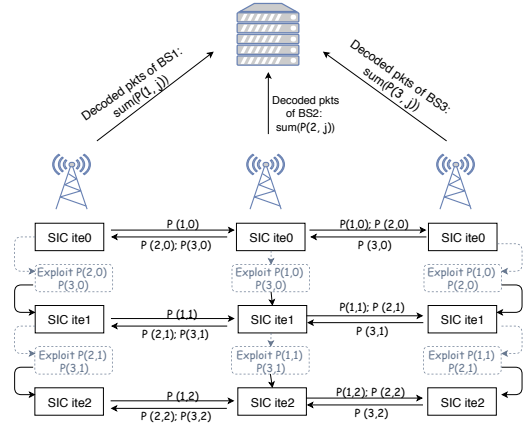 Decoded pkts of BS1:
sum(P(1, j))
Decoded pkts
of BS2:
sum(P(2, j))
Decoded pkts of BS3:
sum(P(3, j))
SIC ite0
P (1,0)
P (2,0); P(3,0)
SIC ite0
P(1,0); P (2,0)
P (3,0)
SIC ite0
Exploit P(2,0)
P(3,0)
Exploit P(1,0)
P(3,0)
Exploit P(1,0)
P(2,0)
SIC ite1
P (1,1)
P (2,1); P(3,1)
SIC ite1
P(1,1); P (2,1)
P (3,1)
SIC ite1
Exploit P(2,1)
P(3,1)
Exploit P(1,1)
P(3,1)
Exploit P(1,1)
P(2,1)
SIC ite2
P (1,2)
P (2,2); P(3,2)
SIC ite2
P(1,2); P (2,2)
P (3,2)
SIC ite2